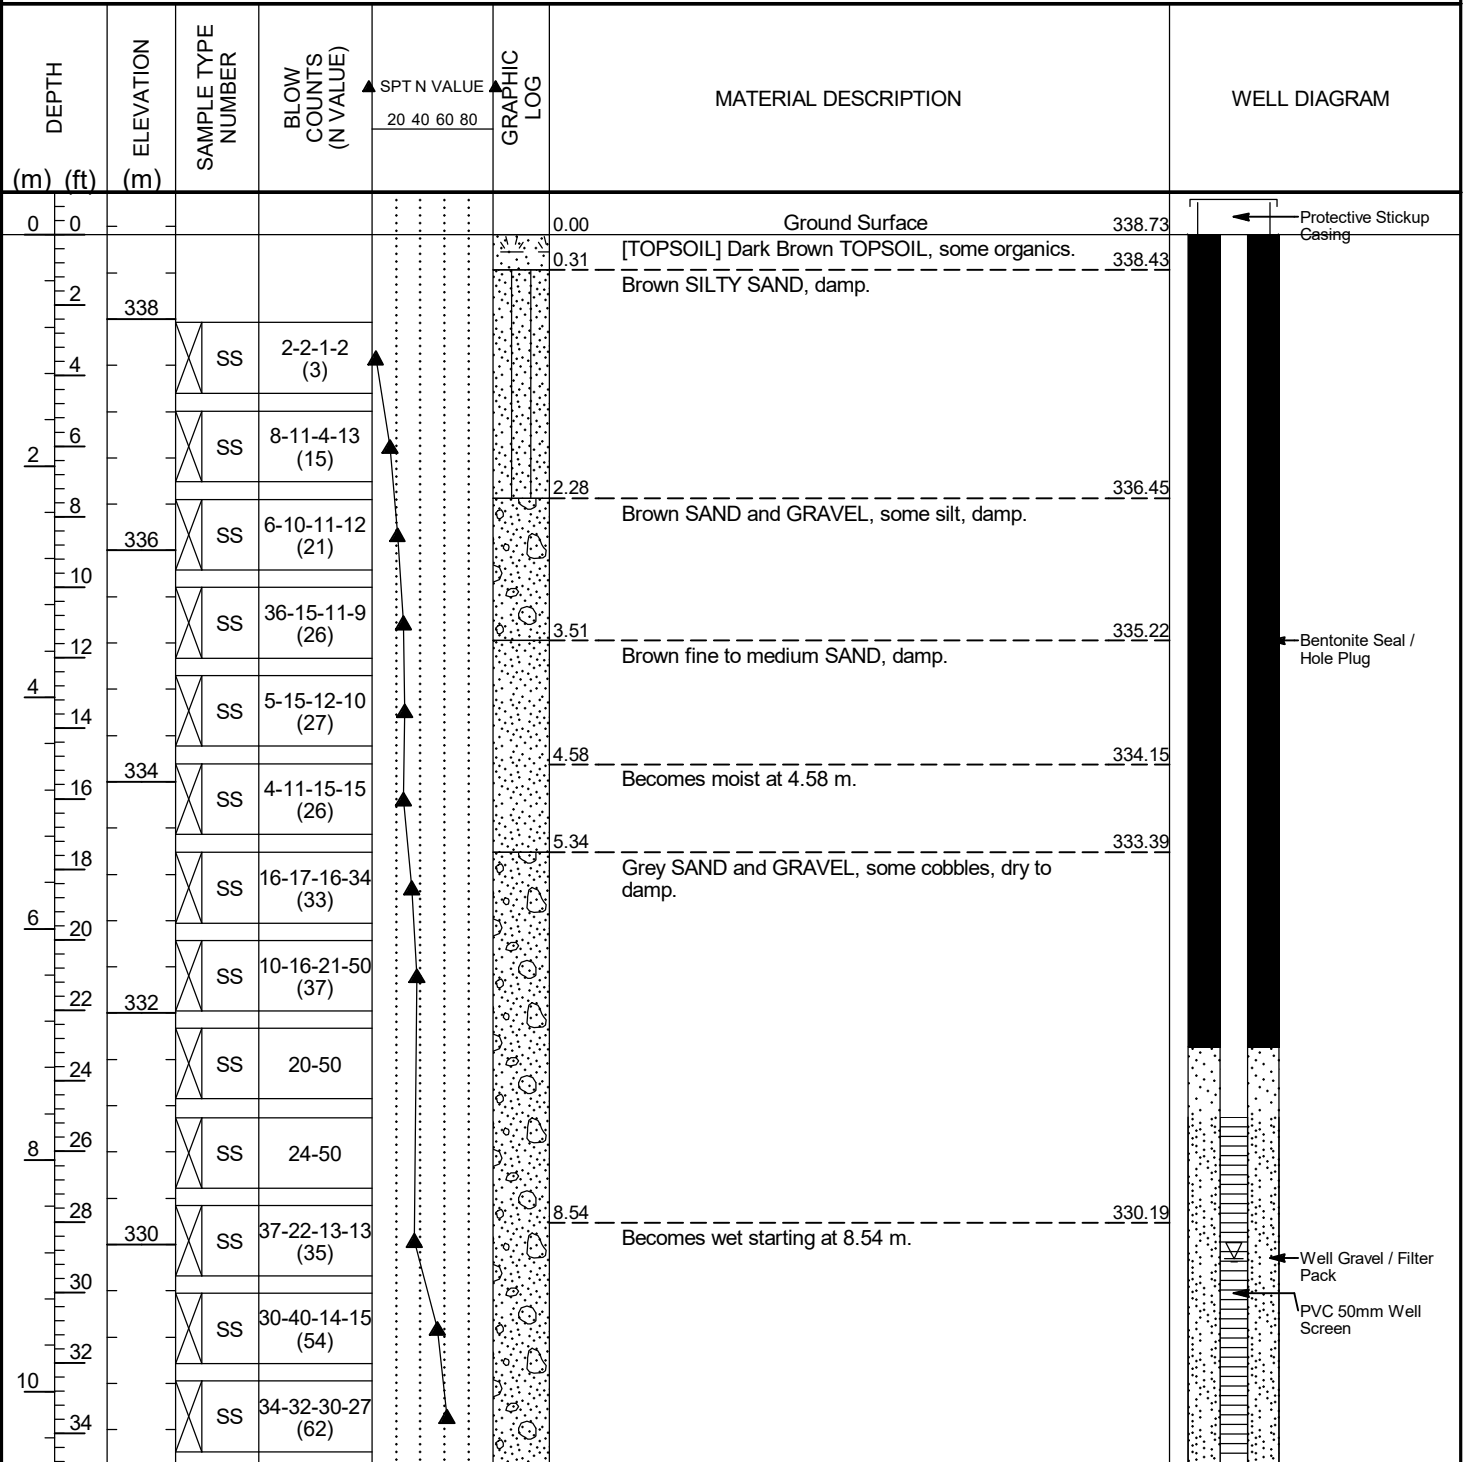 DEPTH
(m) (ft)
ELEVATION
(m)
SAMPLE TYPE
NUMBER
BLOW
COUNTS
(N VALUE)
SPT N VALUE
20 40 60 80
GRAPHIC
LOG
MATERIAL DESCRIPTION
WELL DIAGRAM
0 0
0.00 Ground Surface 338.73
Protective Stickup
Casing
[TOPSOIL] Dark Brown TOPSOIL, some organics.
0.31 338.43
Brown SILTY SAND, damp.
2
338
SS 2-2-1-2
(3)
4
SS 8-11-4-13
(15)
6
2
2.28 336.45
8
Brown SAND and GRAVEL, some silt, damp.
SS 6-10-11-12
(21)
336
10
SS 36-15-11-9
(26)
3.51 335.22
12
Brown fine to medium SAND, damp.
Bentonite Seal /
Hole Plug
4
SS 5-15-12-10
(27)
14
4.58 334.15
334
Becomes moist at 4.58 m.
16
SS 4-11-15-15
(26)
5.34 333.39
18
Grey SAND and GRAVEL, some cobbles, dry to
damp.
SS 16-17-16-34
(33)
6
20
SS 10-16-21-50
(37)
22
332
SS 20-50
24
8
26
SS 24-50
28
8.54 330.19
330
SS 37-22-13-13
(35)
Becomes wet starting at 8.54 m.
Well Gravel / Filter
Pack
30
PVC 50mm Well
Screen
SS 30-40-14-15
(54)
32
10
SS 34-32-30-27
(62)
34